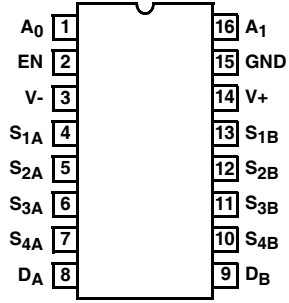 A0 1 16 A1
EN 2 15 GND
V- 3 14 V+
S1A 4 13 S1B
S2A 5 12 S2B
S3A 6 11 S3B
S4A 7 10 S4B
DA 8 9 DB